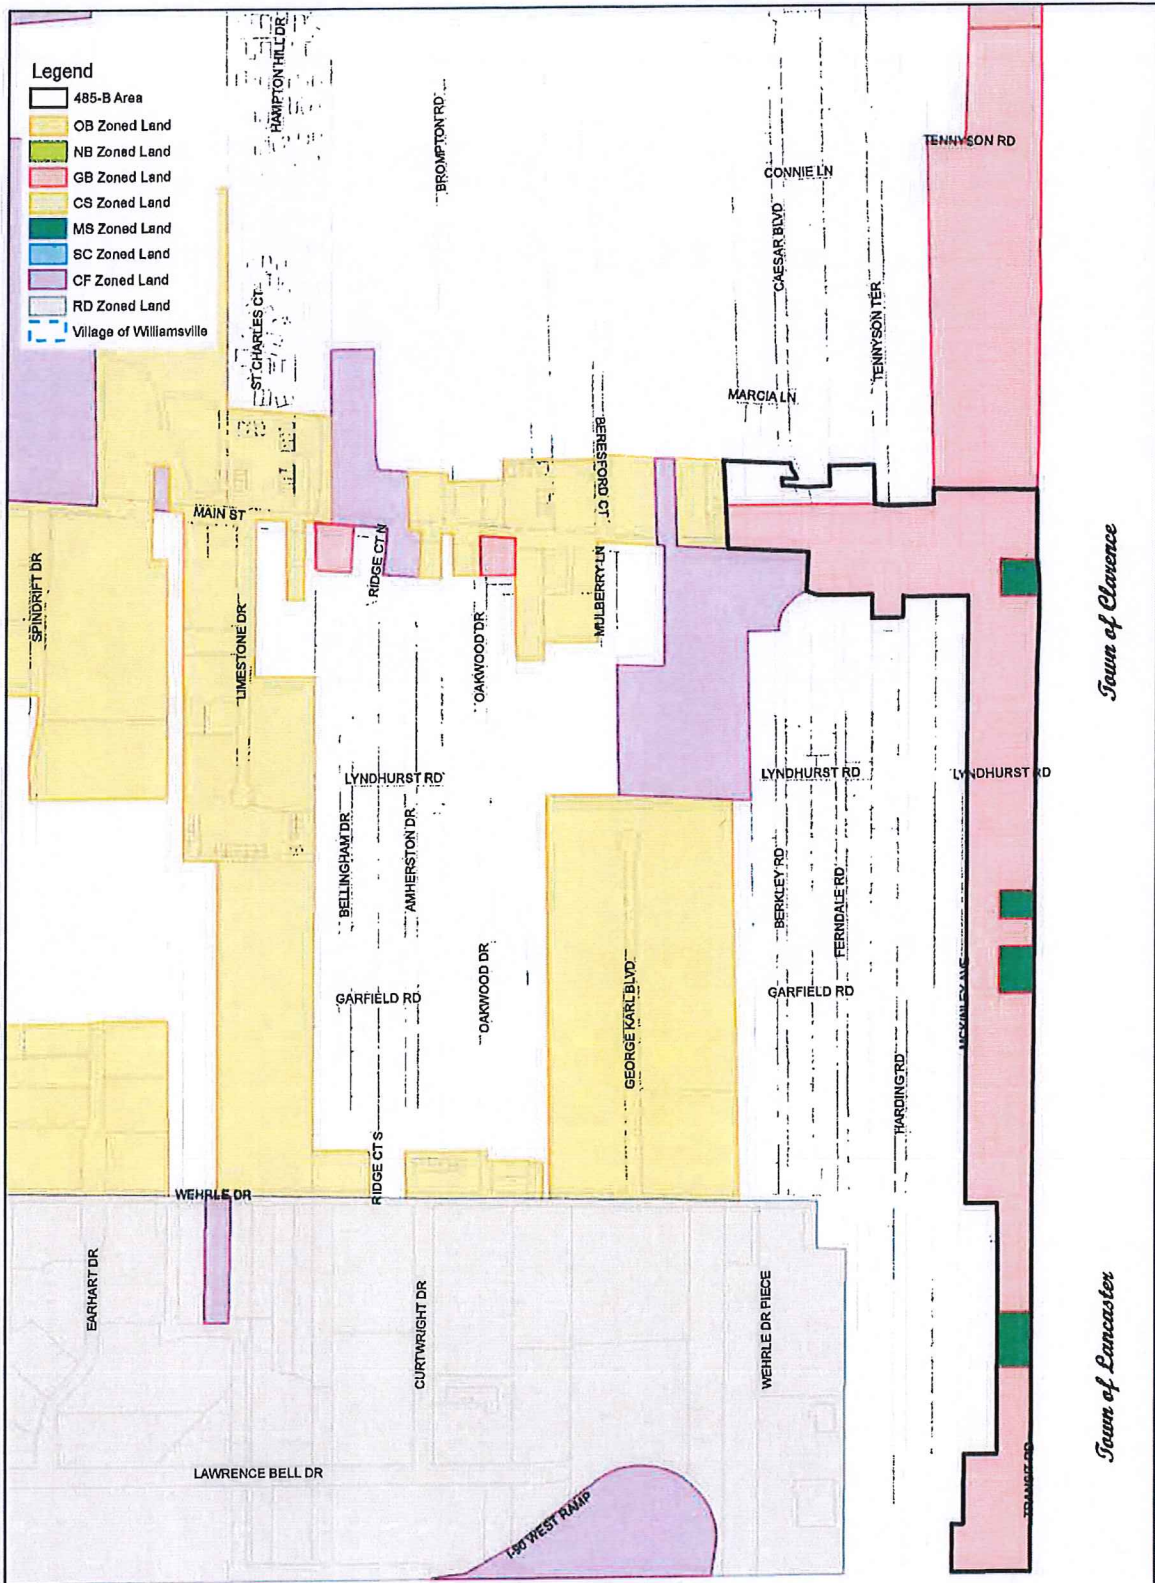 Legend
485-B Area
OB Zoned Land
NB Zoned Land
GB Zoned Land
CS Zoned Land
MS Zoned Land
SC Zoned Land
CF Zoned Land
RD Zoned Land
Village of Williamsville
HAMPTON HILL DR
BROMPTON RD
TENNYSON RD
CONNIE LN
CAESAR BLVD
ST CHARLES CT
TENNYSON TER
MARCIA LN
BERESFORD CT
MAIN ST
RIDGE CT N
SPINDRIFT DR
LIMESTONE DR
OAKWOOD DR
MULBERRY LN
Town of Clarence
LYNDHURST RD
LYNDHURST RD
LYNDHURST RD
BELLINGHAM DR
AMHERSTON DR
BERKLEY RD
FERNDALE RD
GARFIELD RD
OAKWOOD DR
GEORGE KARL BLVD
GARFIELD RD
MCKINLEY AVE
HARDING RD
RIDGE CT S
WEHRLE DR
EARHART DR
CURTWRIGHT DR
WEHRLE DR PIECE
Town of Lancaster
LAWRENCE BELL DR
I-90 WEST RAMP
TRANSIT RD